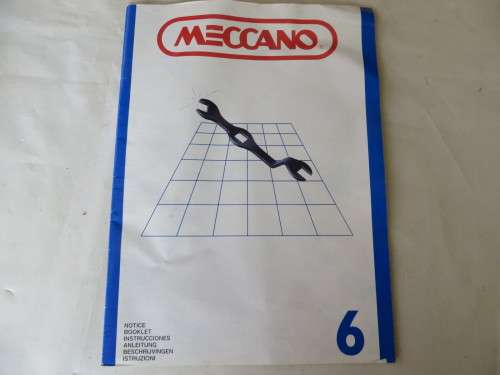 MECCANO
NOTICE
BOOKLET
INSTRUCCIONES
ANLEITUNG
BESCHRIJVINGEN
ISTRUZIONI
6